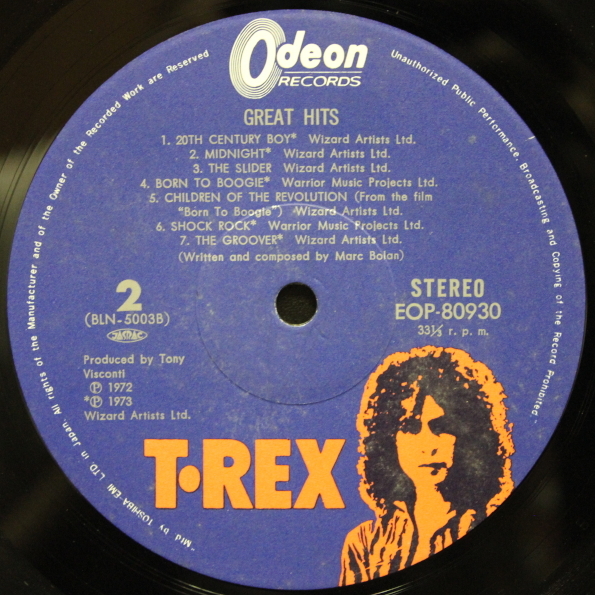 Odeon
RECORDS
GREAT HITS
1. 20TH CENTURY BOY* Wizard Artists Ltd.
2. MIDNIGHT* Wizard Artists Ltd.
3. THE SLIDER Wizard Artists Ltd.
4. BORN TO BOOGIE* Warrior Music Projects Ltd.
5. CHILDREN OF THE REVOLUTION (From the film
"Born To Boogie") Wizard Artists Ltd.
6. SHOCK ROCK* Warrior Music Projects Ltd.
7. THE GROOVER* Wizard Artists Ltd.
(Written and composed by Marc Bolan)
2
(BLN-5003B)
JASRAC
STEREO
EOP-80930
33⅓ r. p. m.
Produced by Tony
Visconti
℗ 1972
*℗ 1973
Wizard Artists Ltd.
T·REX
"Mfd by TOSHIBA-EMI LTD in Japan. All rights of the Manufacturer and of the Owner of the Recorded Work are Reserved
Unauthorized Public Performance, Broadcasting and Copying of the Record Prohibited."